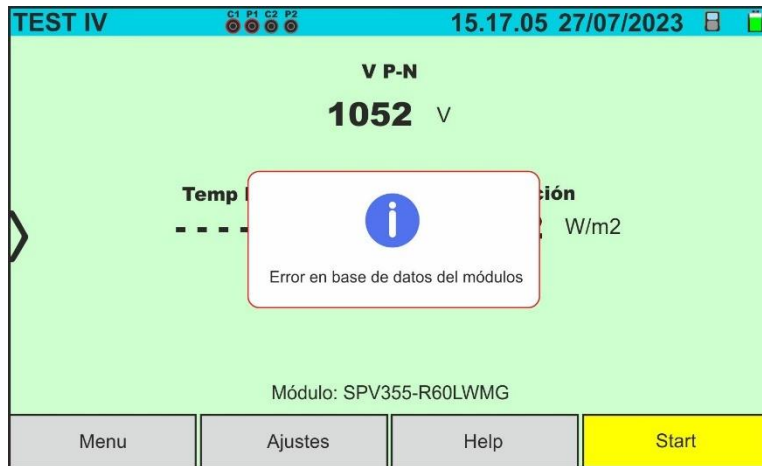 TEST IV C1 P1 C2 P2 15.17.05 27/07/2023
V P-N
1052 V
Temp ción
- - - - W/m2
Error en base de datos del módulos
Módulo: SPV355-R60LWMG
Menu Ajustes Help Start